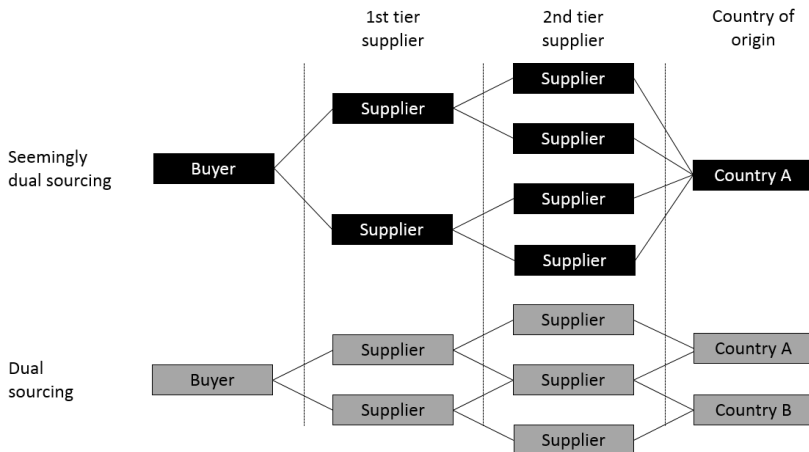 1st tier
supplier
2nd tier
supplier
Country of
origin
Seemingly
dual sourcing
Buyer
Supplier
Supplier
Supplier
Supplier
Supplier
Supplier
Country A
Dual
sourcing
Buyer
Supplier
Supplier
Supplier
Supplier
Supplier
Country A
Country B